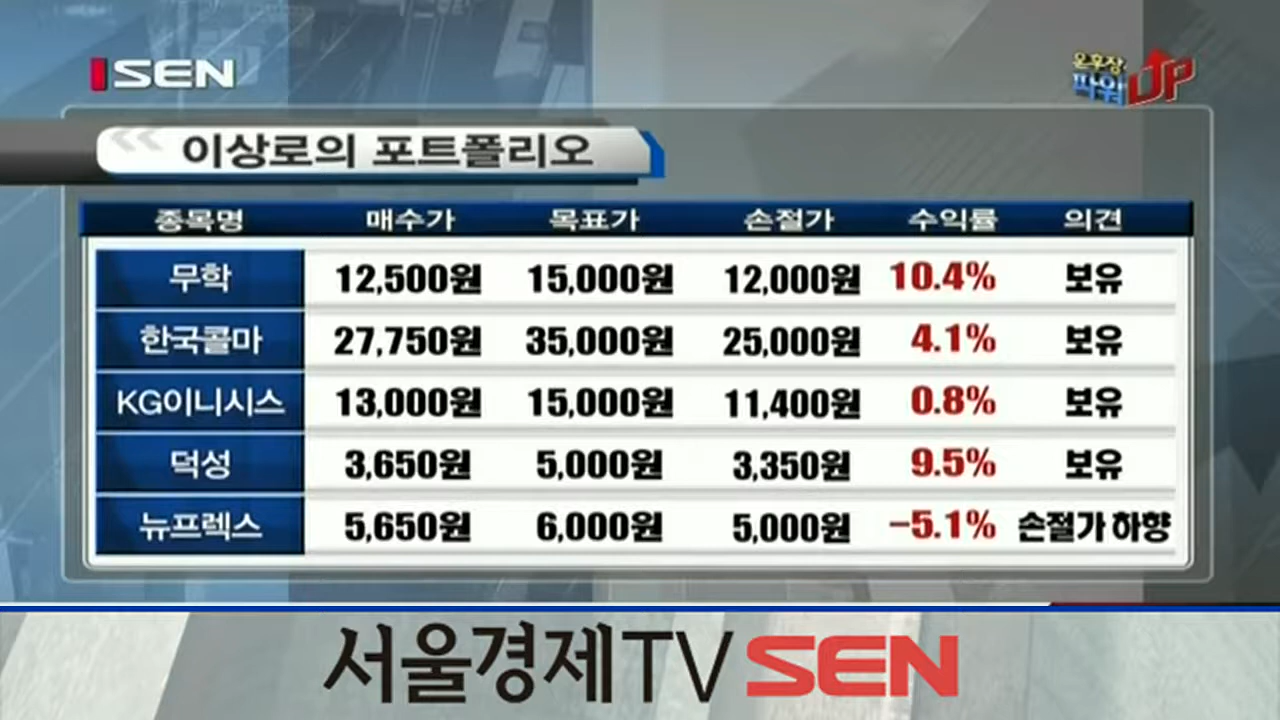 SEN
온후장
파워UP
이상로의 포트폴리오
종목명 매수가 목표가 손절가 수익률 의견
무학 12,500원 15,000원 12,000원 10.4% 보유
한국콜마 27,750원 35,000원 25,000원 4.1% 보유
KG이니시스 13,000원 15,000원 11,400원 0.8% 보유
덕성 3,650원 5,000원 3,350원 9.5% 보유
뉴프렉스 5,650원 6,000원 5,000원 -5.1% 손절가 하향
서울경제TV SEN